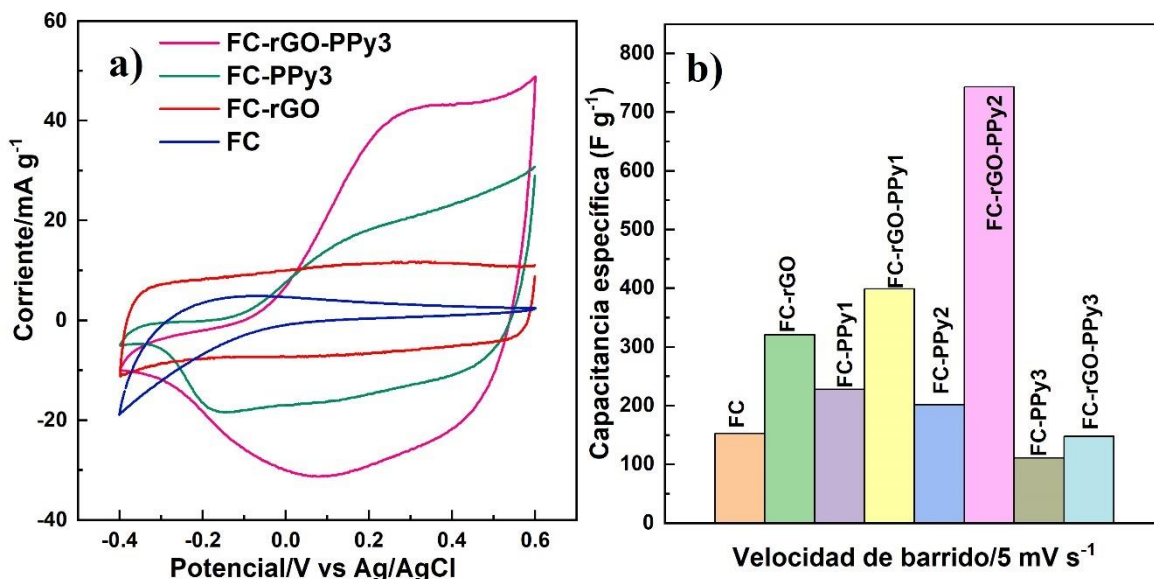 a)
FC-rGO-PPy3
FC-PPy3
FC-rGO
FC
Corriente/mA g⁻¹
60
40
20
0
-20
-40
-0.4
-0.2
0.0
0.2
0.4
0.6
Potencial/V vs Ag/AgCl
b)
Capacitancia específica (F g⁻¹)
800
700
600
500
400
300
200
100
0
FC
FC-rGO
FC-PPy1
FC-rGO-PPy1
FC-PPy2
FC-rGO-PPy2
FC-PPy3
FC-rGO-PPy3
Velocidad de barrido/5 mV s⁻¹